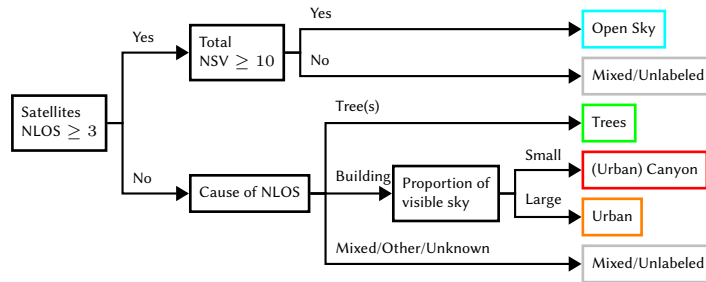 Yes
Open Sky
Yes
Total
NSV ≥ 10
No
Mixed/Unlabeled
Satellites
NLOS ≥ 3
Tree(s)
Trees
No
Cause of NLOS
Building
Proportion of
visible sky
Small
(Urban) Canyon
Large
Urban
Mixed/Other/Unknown
Mixed/Unlabeled